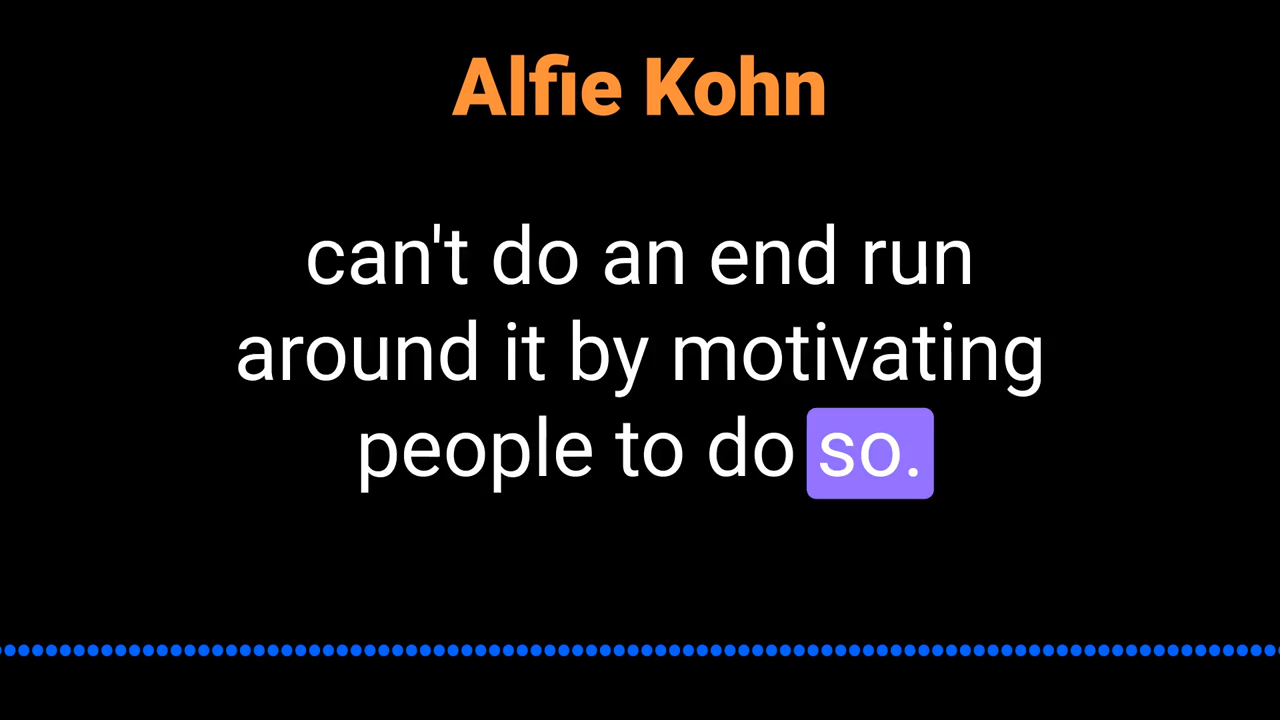 Alfie Kohn
can't do an end run
around it by motivating
people to do so.